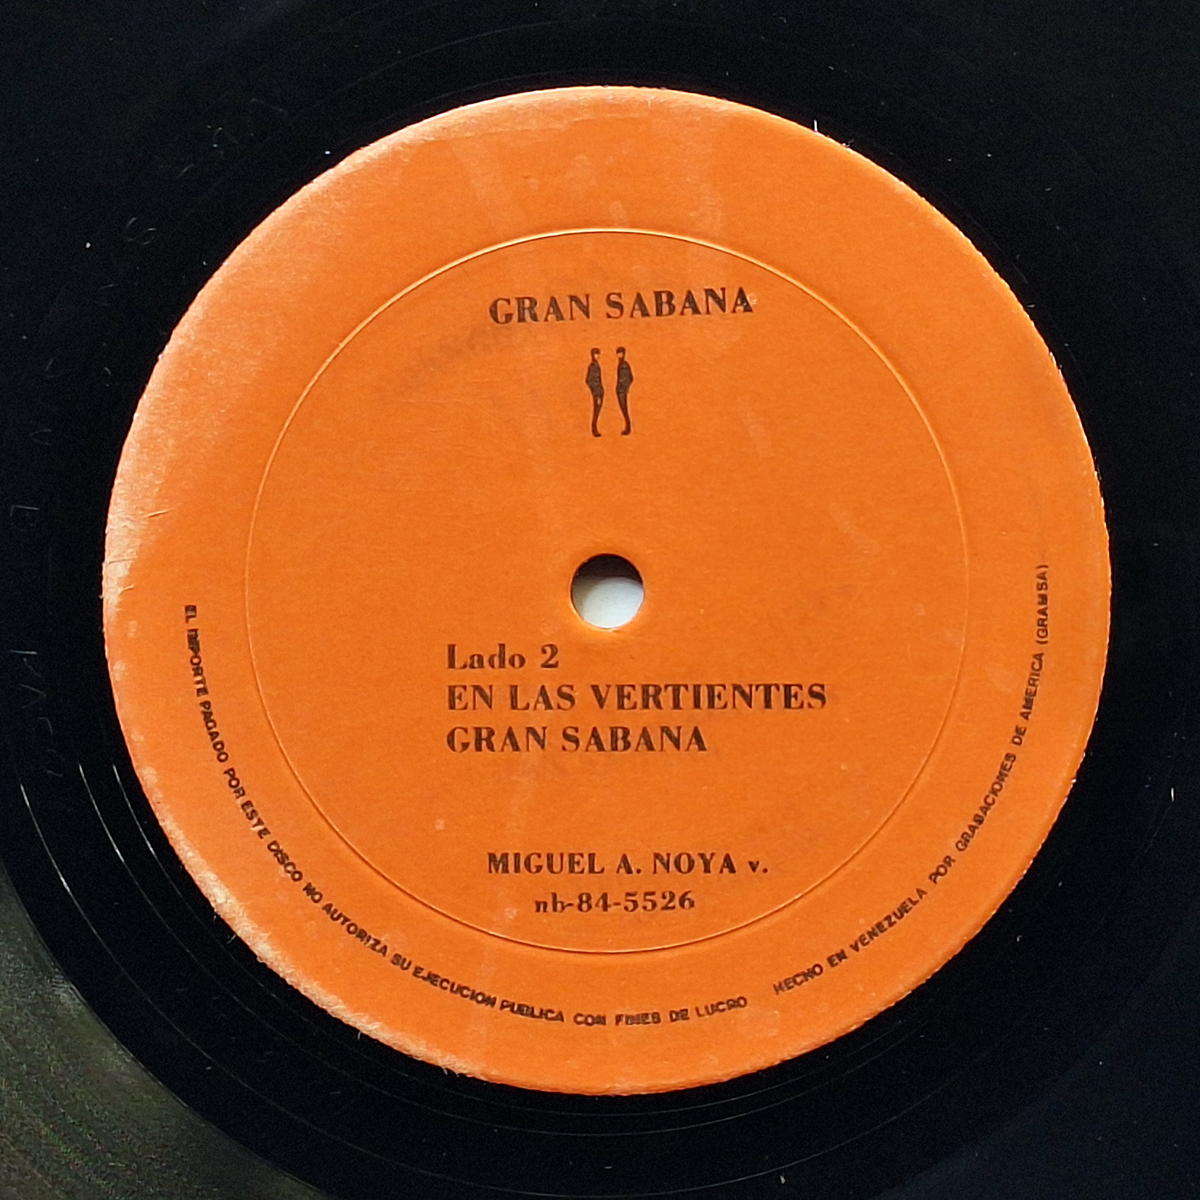 GRAN SABANA
Lado 2
EN LAS VERTIENTES
GRAN SABANA
MIGUEL A. NOYA v.
nb-84-5526
EL IMPORTE PAGADO POR ESTE DISCO NO AUTORIZA SU EJECUCION PUBLICA CON FINES DE LUCRO
HECHO EN VENEZUELA POR GRABACIONES DE AMERICA (GRAMSA)